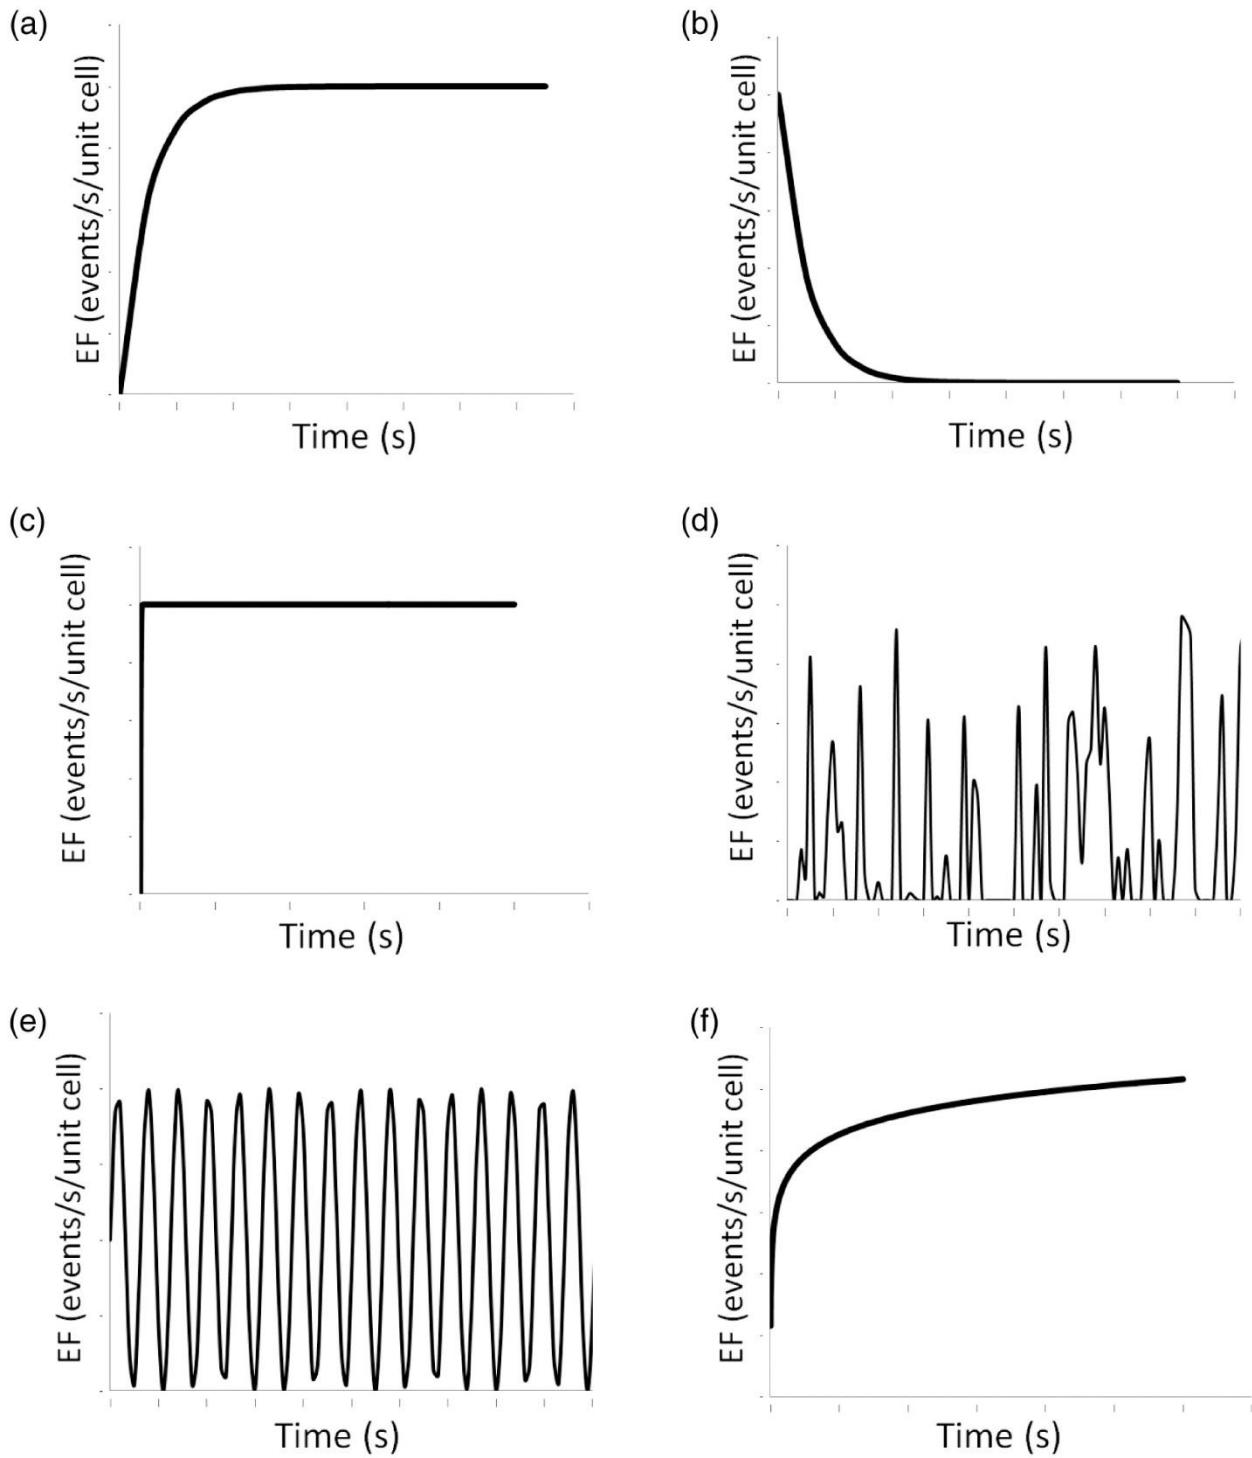 (a)
EF (events/s/unit cell)
Time (s)
(b)
EF (events/s/unit cell)
Time (s)
(c)
EF (events/s/unit cell)
Time (s)
(d)
EF (events/s/unit cell)
Time (s)
(e)
EF (events/s/unit cell)
Time (s)
(f)
EF (events/s/unit cell)
Time (s)